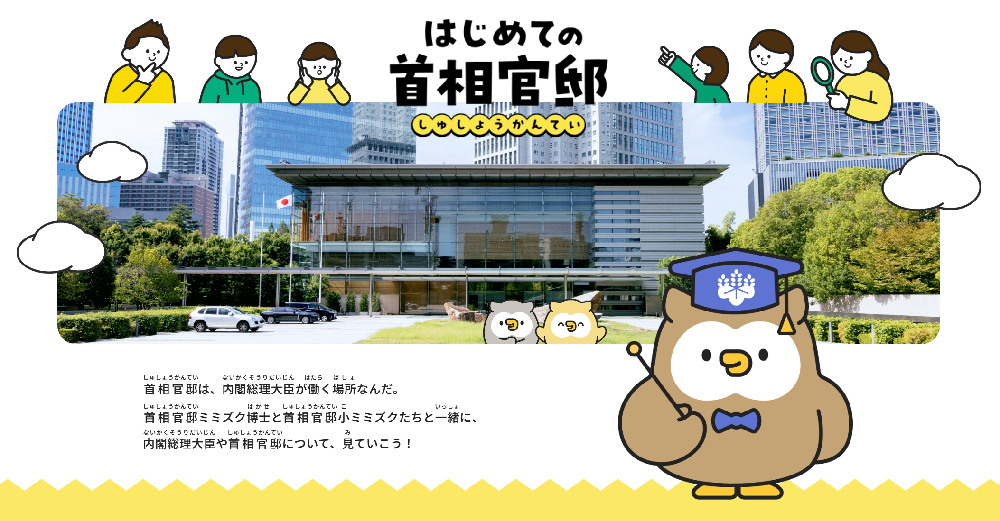 はじめての
首相官邸
しゅしょうかんてい
しゅしょうかんてい ないかくそうりだいじん はたら ばしょ
首相官邸は、内閣総理大臣が働く場所なんだ。
しゅしょうかんてい はかせ しゅしょうかんてい こ いっしょ
首相官邸ミミズク博士と首相官邸小ミミズクたちと一緒に、
ないかくそうりだいじん しゅしょうかんてい み
内閣総理大臣や首相官邸について、見ていこう！